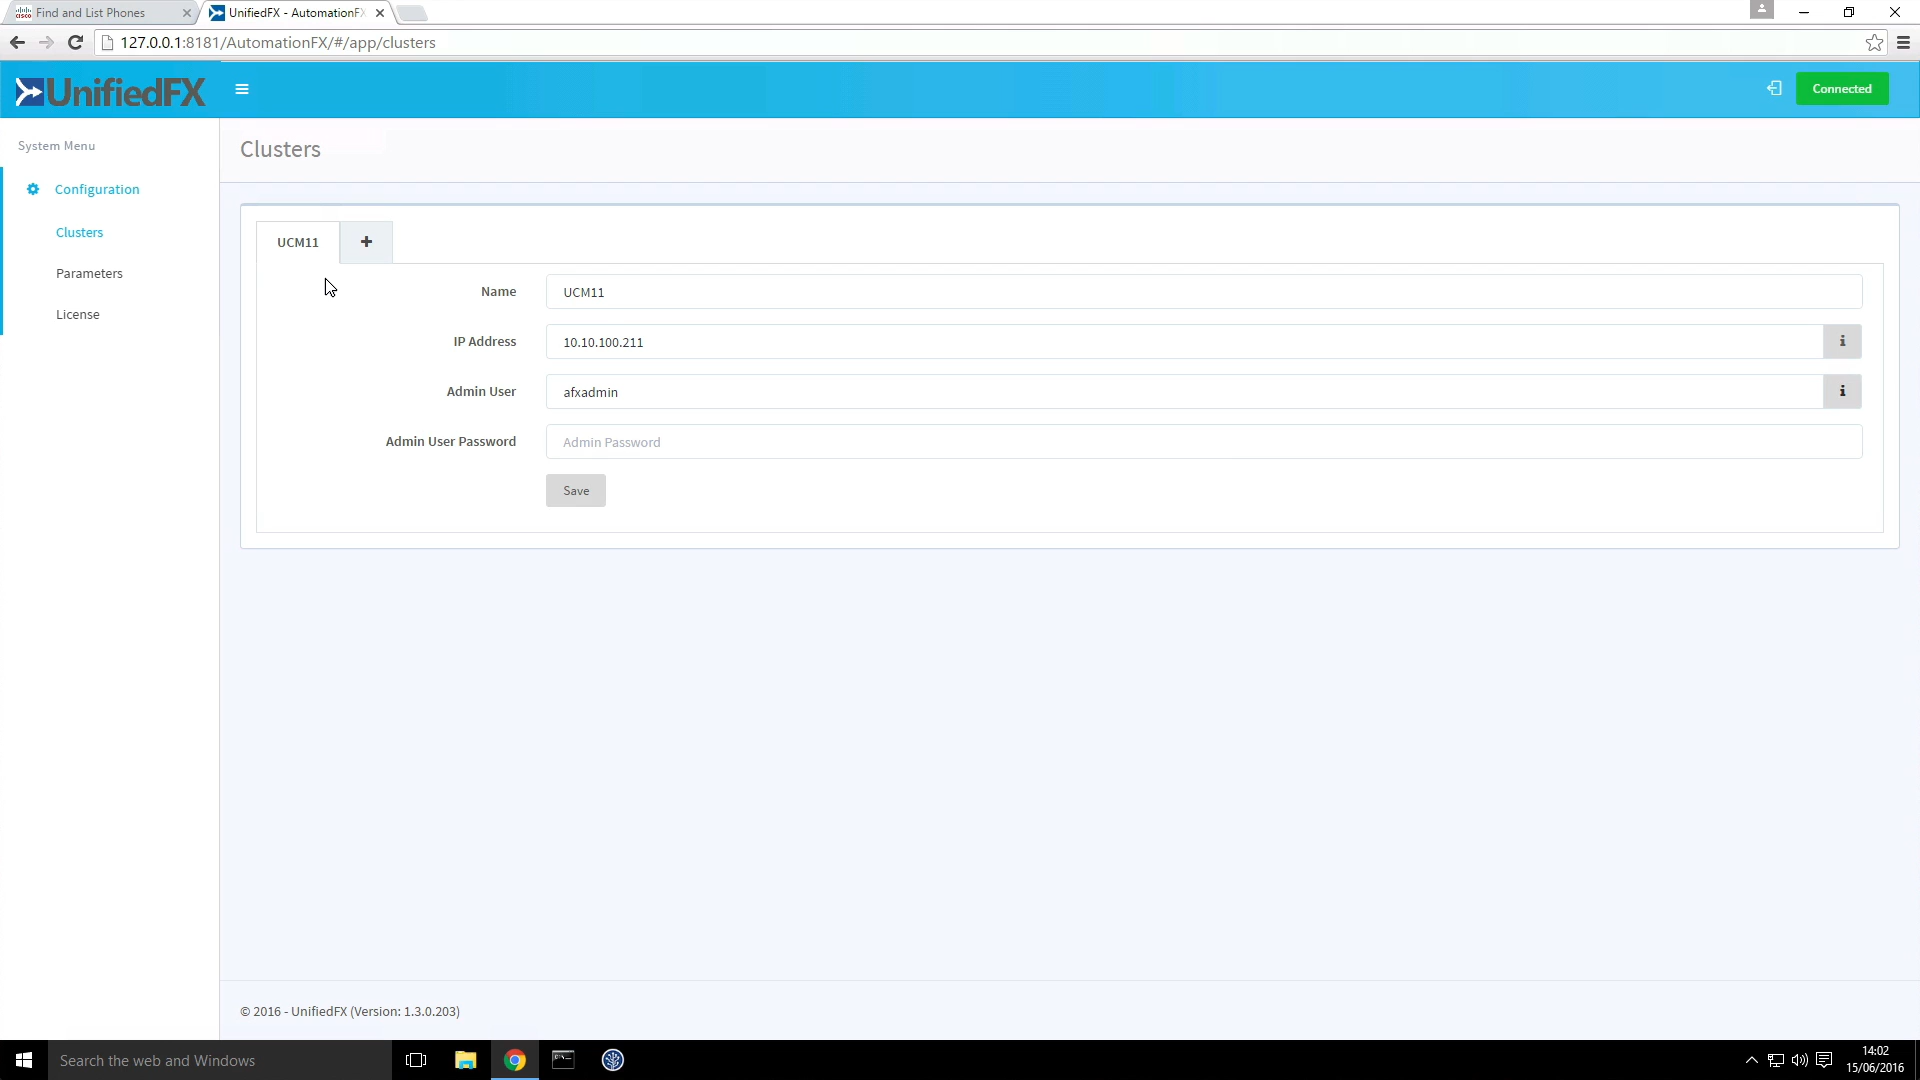 Find and List Phones
UnifiedFX - AutomationFX
127.0.0.1:8181/AutomationFX/#/app/clusters
UnifiedFX
Connected
System Menu
Clusters
Configuration
Clusters
Parameters
License
UCM11
Name
UCM11
IP Address
10.10.100.211
Admin User
afxadmin
Admin User Password
Admin Password
Save
© 2016 - UnifiedFX (Version: 1.3.0.203)
Search the web and Windows
14:02
15/06/2016